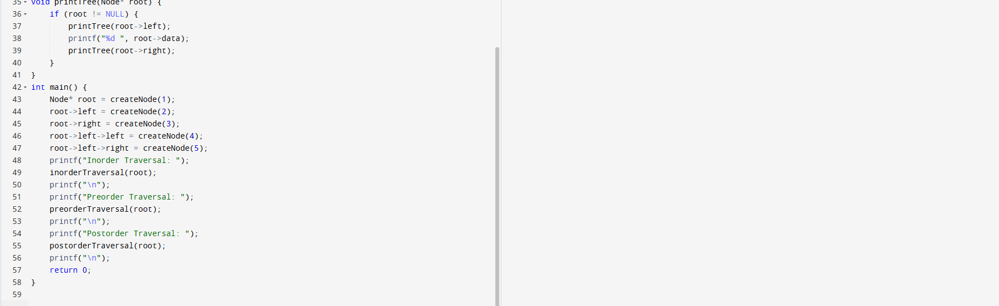 35 void printTree(Node* root) {
36     if (root != NULL) {
37         printTree(root->left);
38         printf("%d ", root->data);
39         printTree(root->right);
40     }
41 }
42 int main() {
43     Node* root = createNode(1);
44     root->left = createNode(2);
45     root->right = createNode(3);
46     root->left->left = createNode(4);
47     root->left->right = createNode(5);
48     printf("Inorder Traversal: ");
49     inorderTraversal(root);
50     printf("\n");
51     printf("Preorder Traversal: ");
52     preorderTraversal(root);
53     printf("\n");
54     printf("Postorder Traversal: ");
55     postorderTraversal(root);
56     printf("\n");
57     return 0;
58 }
59